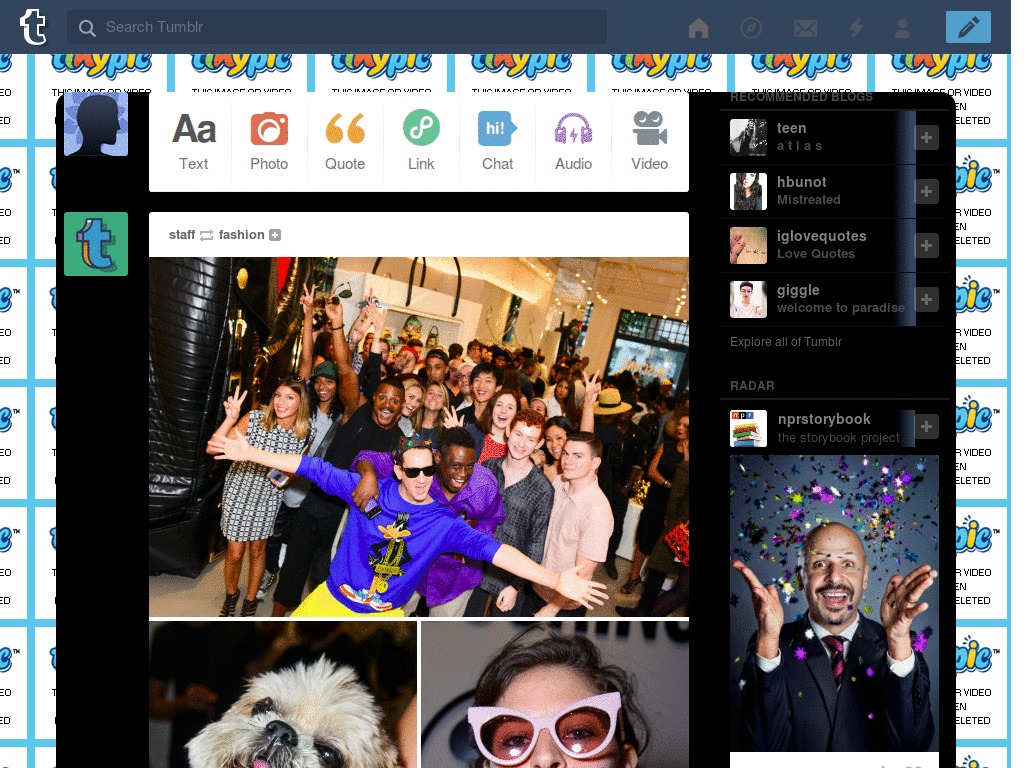 Search Tumblr
tinypic
THIS IMAGE OR VIDEO
Aa
Text
Photo
Quote
Link
hi!
Chat
Audio
Video
staff fashion
RECOMMENDED BLOGS
teen
a t l a s
hbunot
Mistreated
iglovequotes
Love Quotes
giggle
welcome to paradise
Explore all of Tumblr
RADAR
npr
nprstorybook
the storybook project